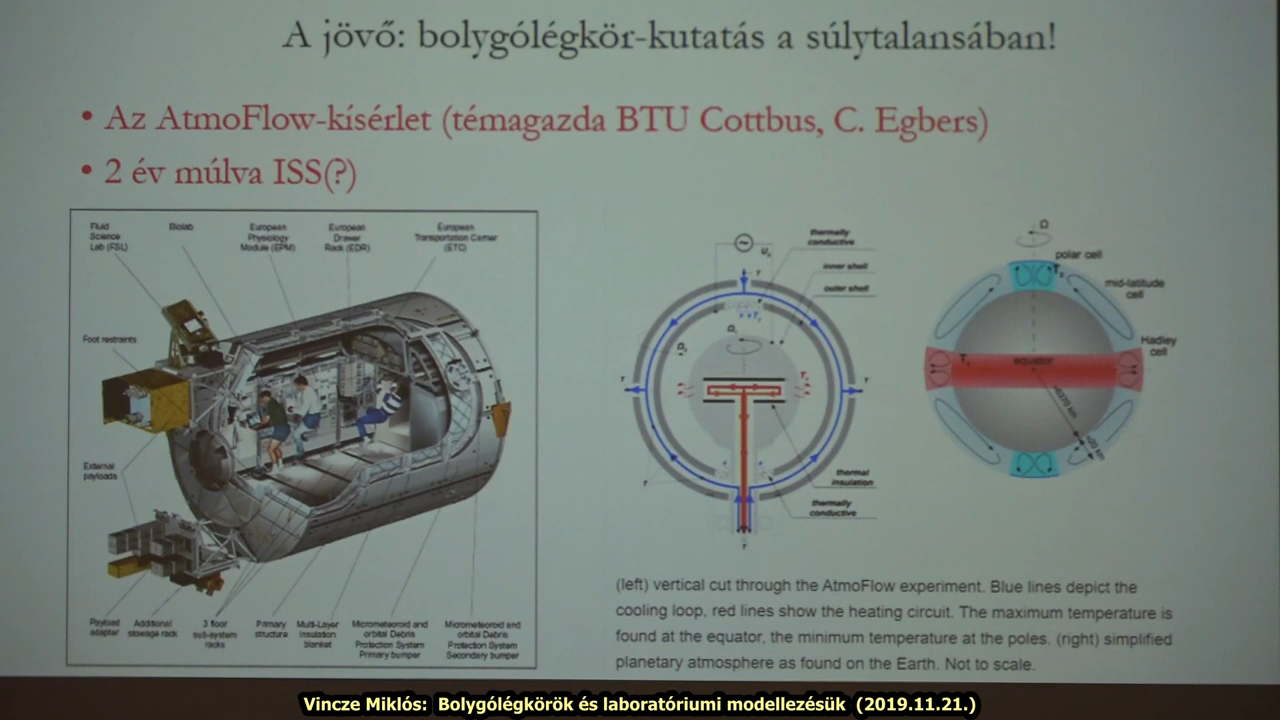 A jövő: bolygólégkör-kutatás a súlytalansában!
• Az AtmoFlow-kísérlet (témagazda BTU Cottbus, C. Egbers)
• 2 év múlva ISS(?)
Fluid
Science
Lab (FSL)
Biolab
European
Physiology
Module (EPM)
European
Drawer
Rack (EDR)
European
Transportation Carrier
(ETC)
Foot restraints
External
payloads
Payload
adapter
Additional
stowage rack
3 floor
sub-system
racks
Primary
structure
Multi-Layer
Insulation
blanket
Micrometeoroid and
orbital Debris
Protection System
Primary bumper
Micrometeoroid and
orbital Debris
Protection System
Secondary bumper
thermally
conductive
inner shell
outer shell
thermal
insulation
thermally
conductive
Ω
polar cell
mid-latitude
cell
Hadley
cell
equator
(left) vertical cut through the AtmoFlow experiment. Blue lines depict the
cooling loop, red lines show the heating circuit. The maximum temperature is
found at the equator, the minimum temperature at the poles. (right) simplified
planetary atmosphere as found on the Earth. Not to scale.
Vincze Miklós: Bolygólégkörök és laboratóriumi modellezésük (2019.11.21.)